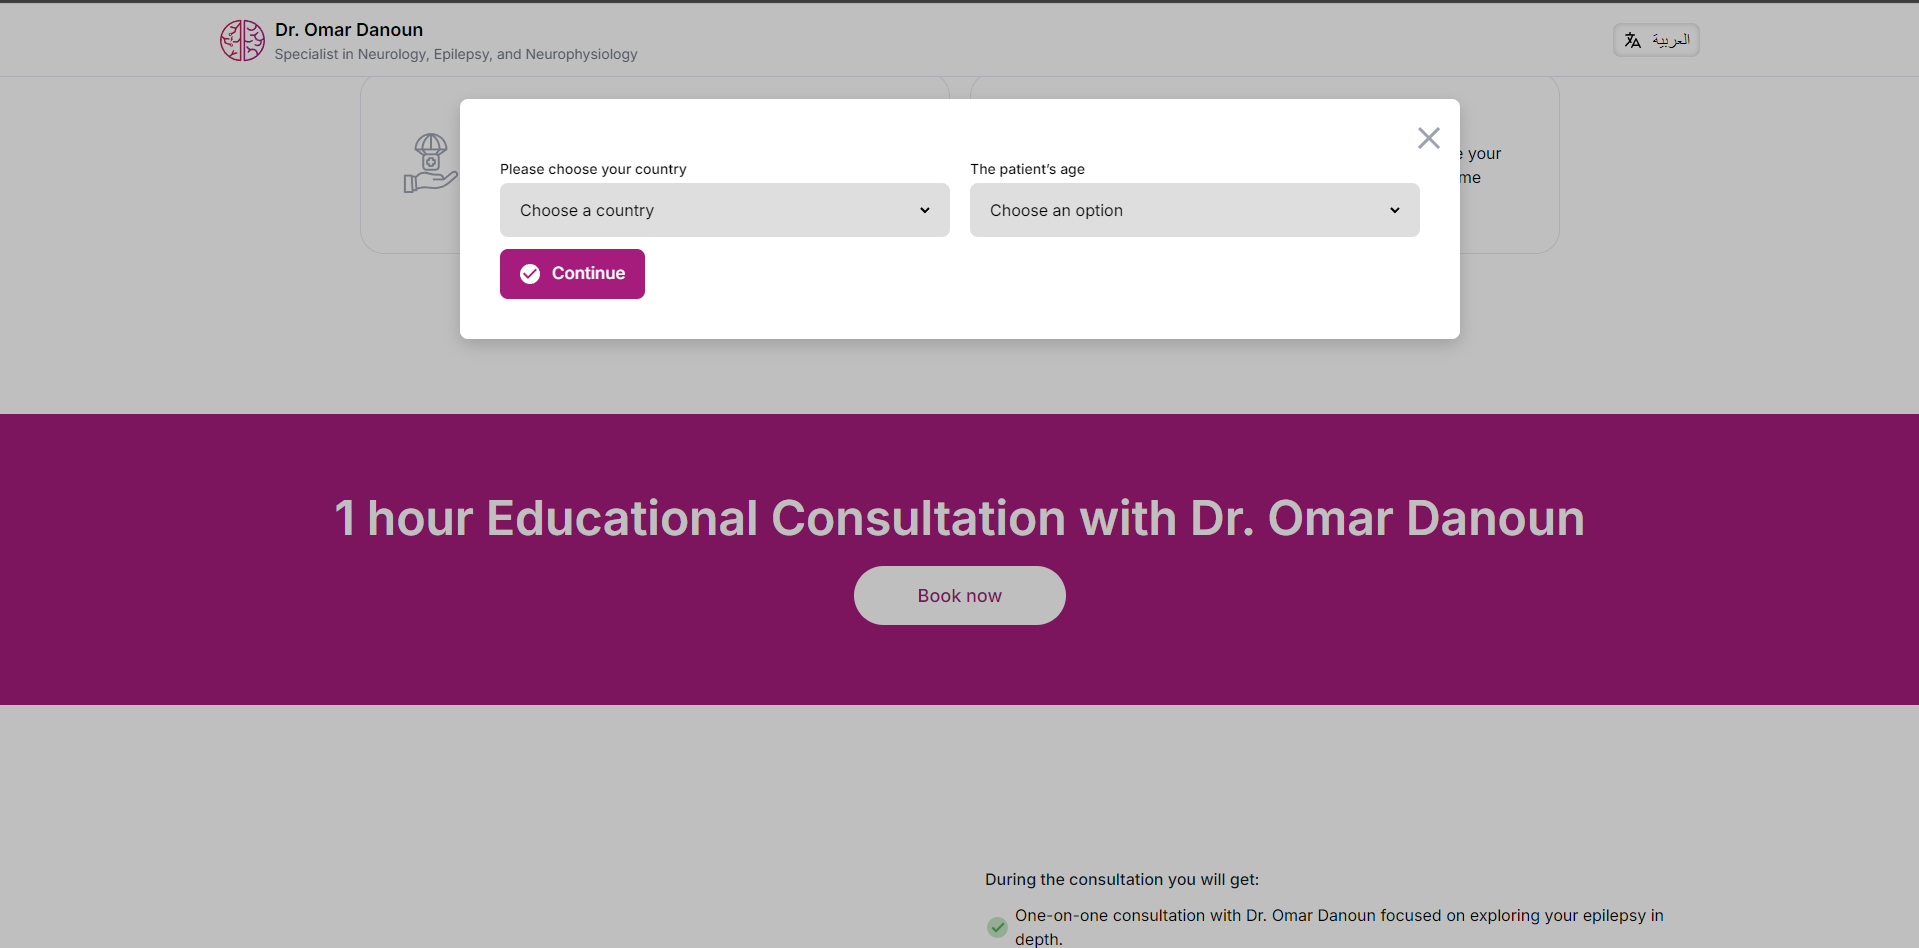 Dr. Omar Danoun
Specialist in Neurology, Epilepsy, and Neurophysiology
العربية
your
me
Please choose your country
The patient's age
Choose a country
Choose an option
Continue
1 hour Educational Consultation with Dr. Omar Danoun
Book now
During the consultation you will get:
One-on-one consultation with Dr. Omar Danoun focused on exploring your epilepsy in
depth.